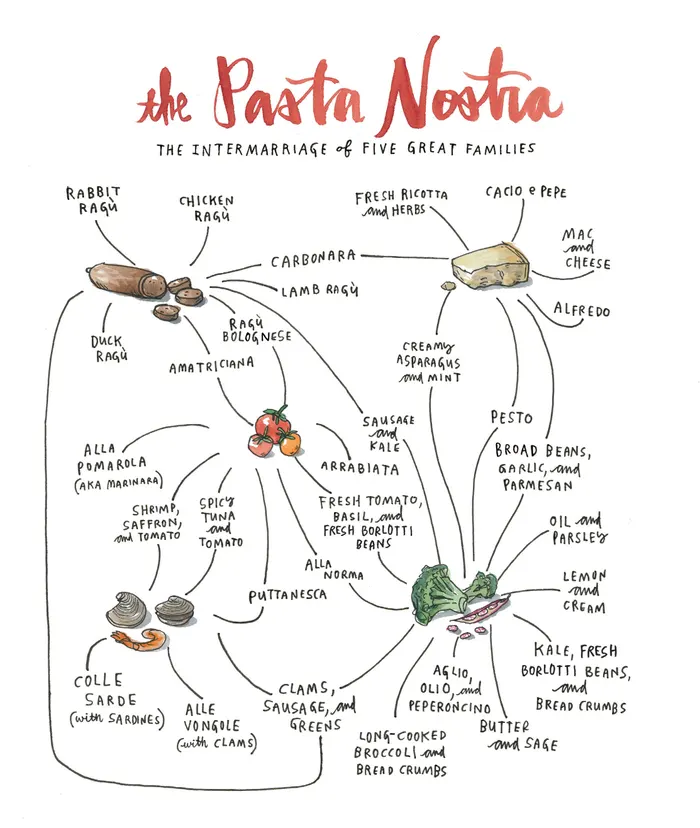 the Pasta Nostra
THE INTERMARRIAGE of FIVE GREAT FAMILIES
RABBIT
RAGÙ
CHICKEN
RAGÙ
FRESH RICOTTA
and HERBS
CACIO e PEPE
MAC
and
CHEESE
CARBONARA
LAMB RAGÙ
ALFREDO
DUCK
RAGÙ
RAGÙ
BOLOGNESE
AMATRICIANA
CREAMY
ASPARAGUS
and MINT
SAUSAGE
and
KALE
PESTO
ALLA
POMAROLA
(AKA MARINARA)
ARRABIATA
BROAD BEANS,
GARLIC, and
PARMESAN
SHRIMP,
SAFFRON,
and TOMATO
SPICY
TUNA
and
TOMATO
FRESH TOMATO,
BASIL, and
FRESH BORLOTTI
BEANS
OIL and
PARSLEY
ALLA
NORMA
PUTTANESCA
LEMON
and
CREAM
COLLE
SARDE
(with SARDINES)
ALLE
VONGOLE
(with CLAMS)
CLAMS,
SAUSAGE, and
GREENS
AGLIO,
OLIO, and
PEPERONCINO
KALE, FRESH
BORLOTTI BEANS,
and
BREAD CRUMBS
LONG-COOKED
BROCCOLI and
BREAD CRUMBS
BUTTER
and SAGE